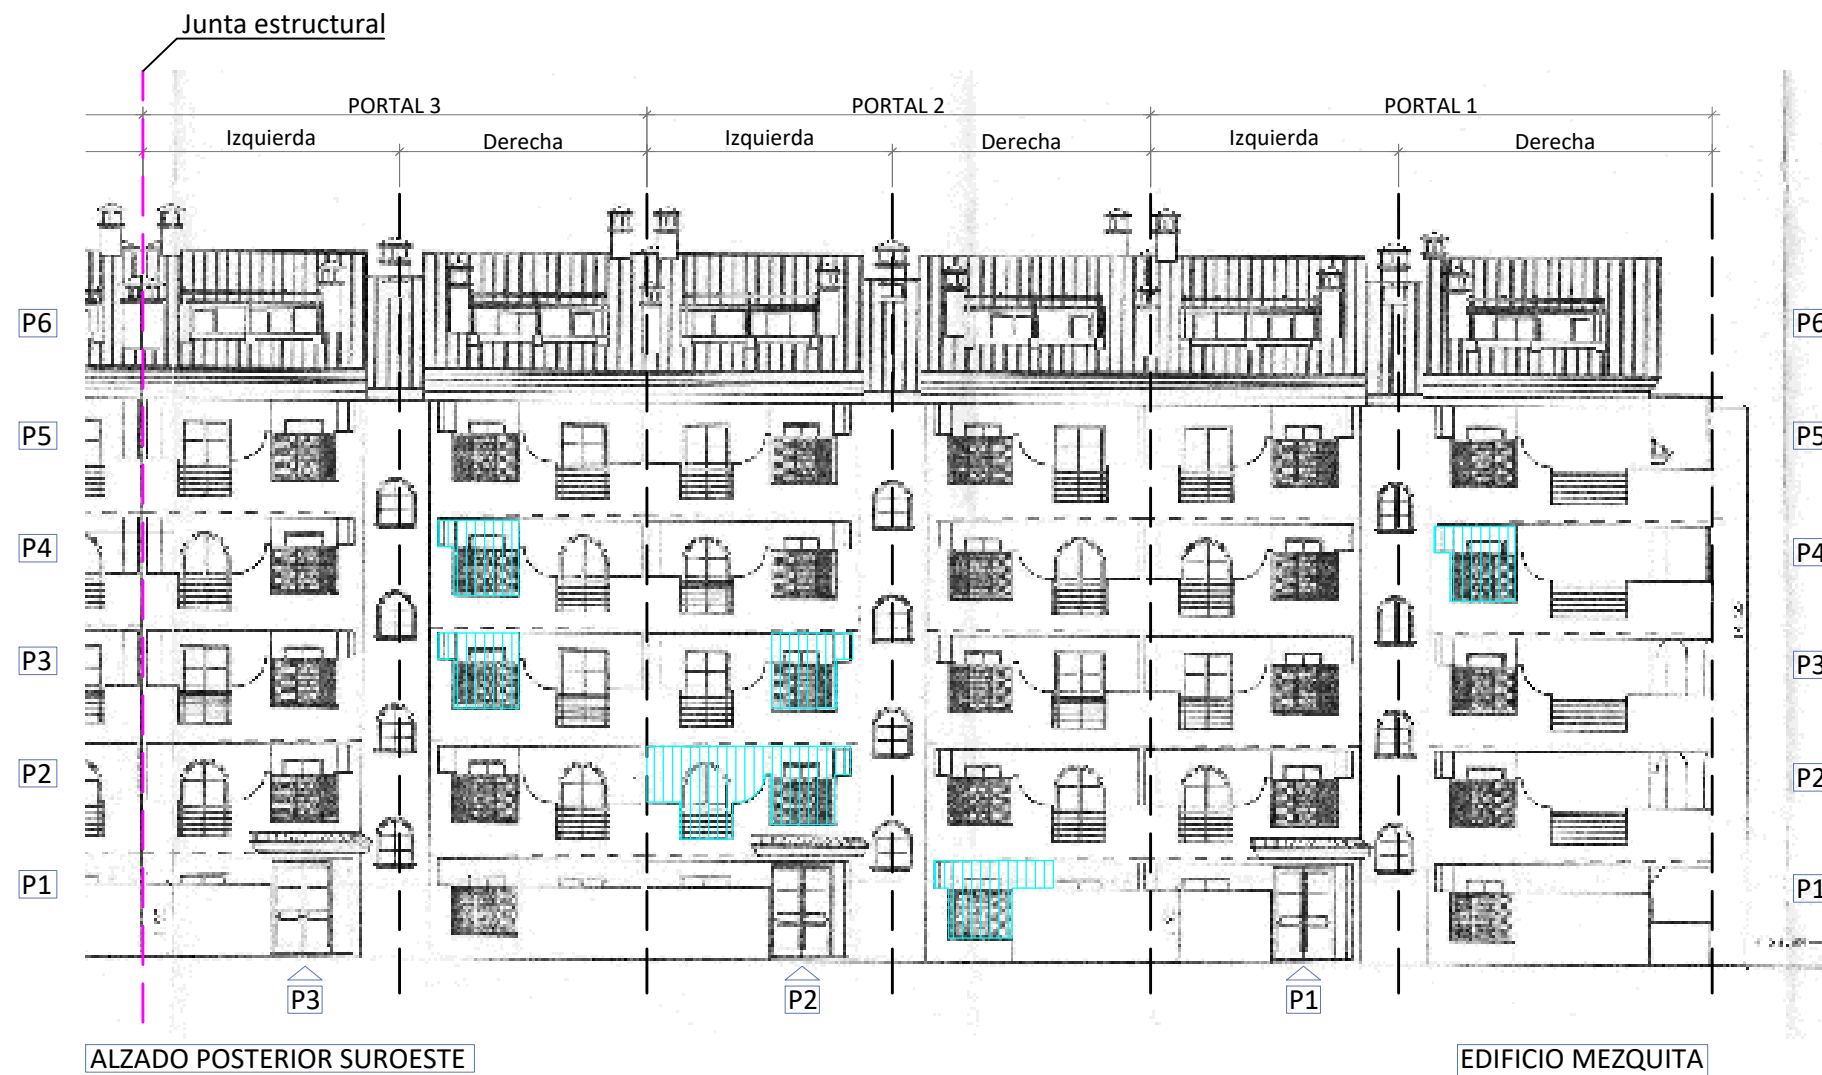 Junta estructural
PORTAL 3 PORTAL 2 PORTAL 1
Izquierda Derecha Izquierda Derecha Izquierda Derecha
P6 P6
P5 P5
P4 P4
P3 P3
P2 P2
P1 P1
P3 P2 P1
ALZADO POSTERIOR SUROESTE EDIFICIO MEZQUITA